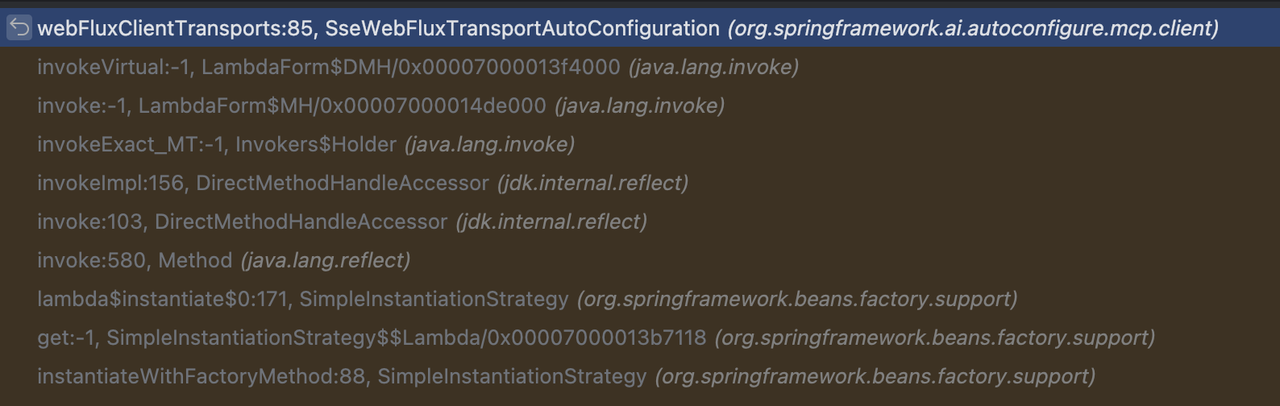 webFluxClientTransports:85, SseWebFluxTransportAutoConfiguration (org.springframework.ai.autoconfigure.mcp.client)
invokeVirtual:-1, LambdaForm$DMH/0x00007000013f4000 (java.lang.invoke)
invoke:-1, LambdaForm$MH/0x00007000014de000 (java.lang.invoke)
invokeExact_MT:-1, Invokers$Holder (java.lang.invoke)
invokeImpl:156, DirectMethodHandleAccessor (jdk.internal.reflect)
invoke:103, DirectMethodHandleAccessor (jdk.internal.reflect)
invoke:580, Method (java.lang.reflect)
lambda$instantiate$0:171, SimpleInstantiationStrategy (org.springframework.beans.factory.support)
get:-1, SimpleInstantiationStrategy$$Lambda/0x00007000013b7118 (org.springframework.beans.factory.support)
instantiateWithFactoryMethod:88, SimpleInstantiationStrategy (org.springframework.beans.factory.support)